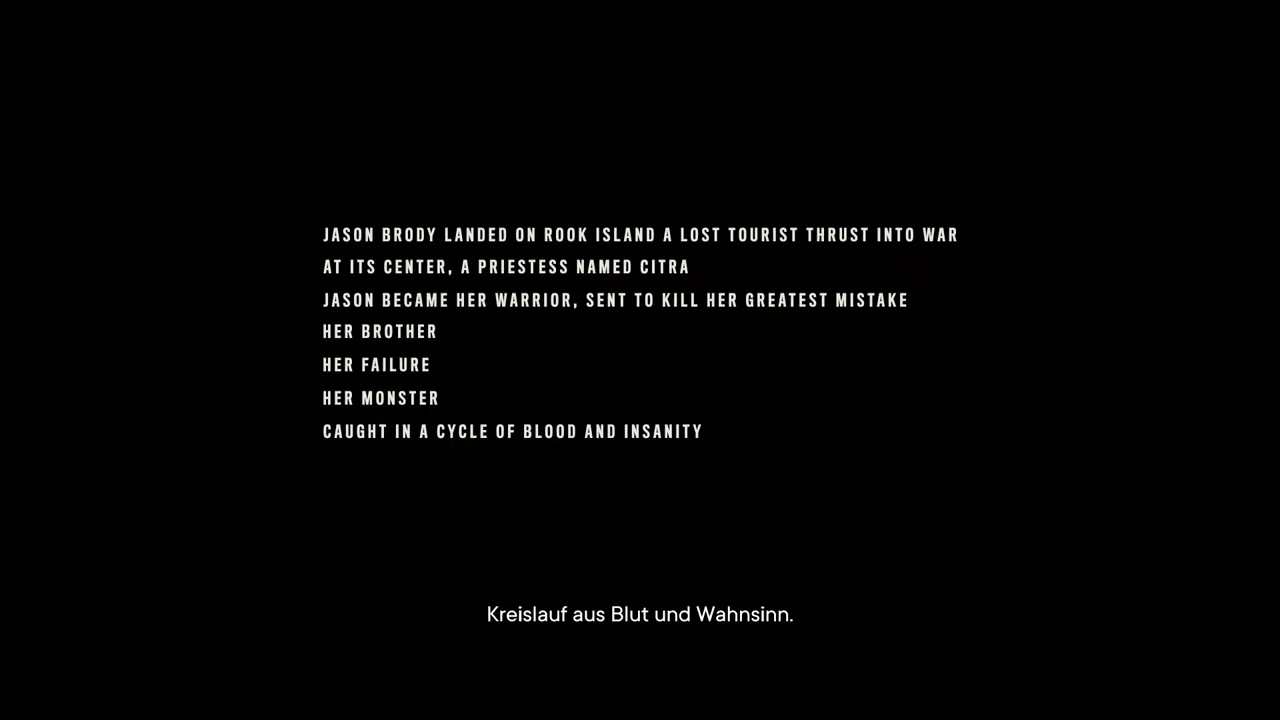 JASON BRODY LANDED ON ROOK ISLAND A LOST TOURIST THRUST INTO WAR
AT ITS CENTER, A PRIESTESS NAMED CITRA
JASON BECAME HER WARRIOR, SENT TO KILL HER GREATEST MISTAKE
HER BROTHER
HER FAILURE
HER MONSTER
CAUGHT IN A CYCLE OF BLOOD AND INSANITY
Kreislauf aus Blut und Wahnsinn.